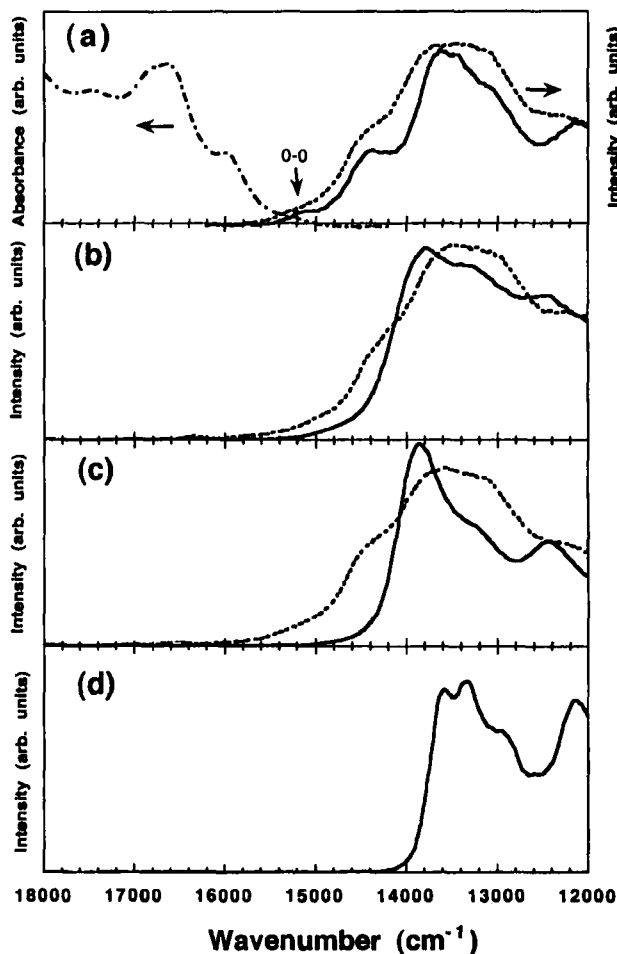 (a)
Absorbance (arb. units)
Intensity (arb. units)
0-0
(b)
Intensity (arb. units)
(c)
Intensity (arb. units)
(d)
Intensity (arb. units)
18000 17000 16000 15000 14000 13000 12000
Wavenumber (cm⁻¹)